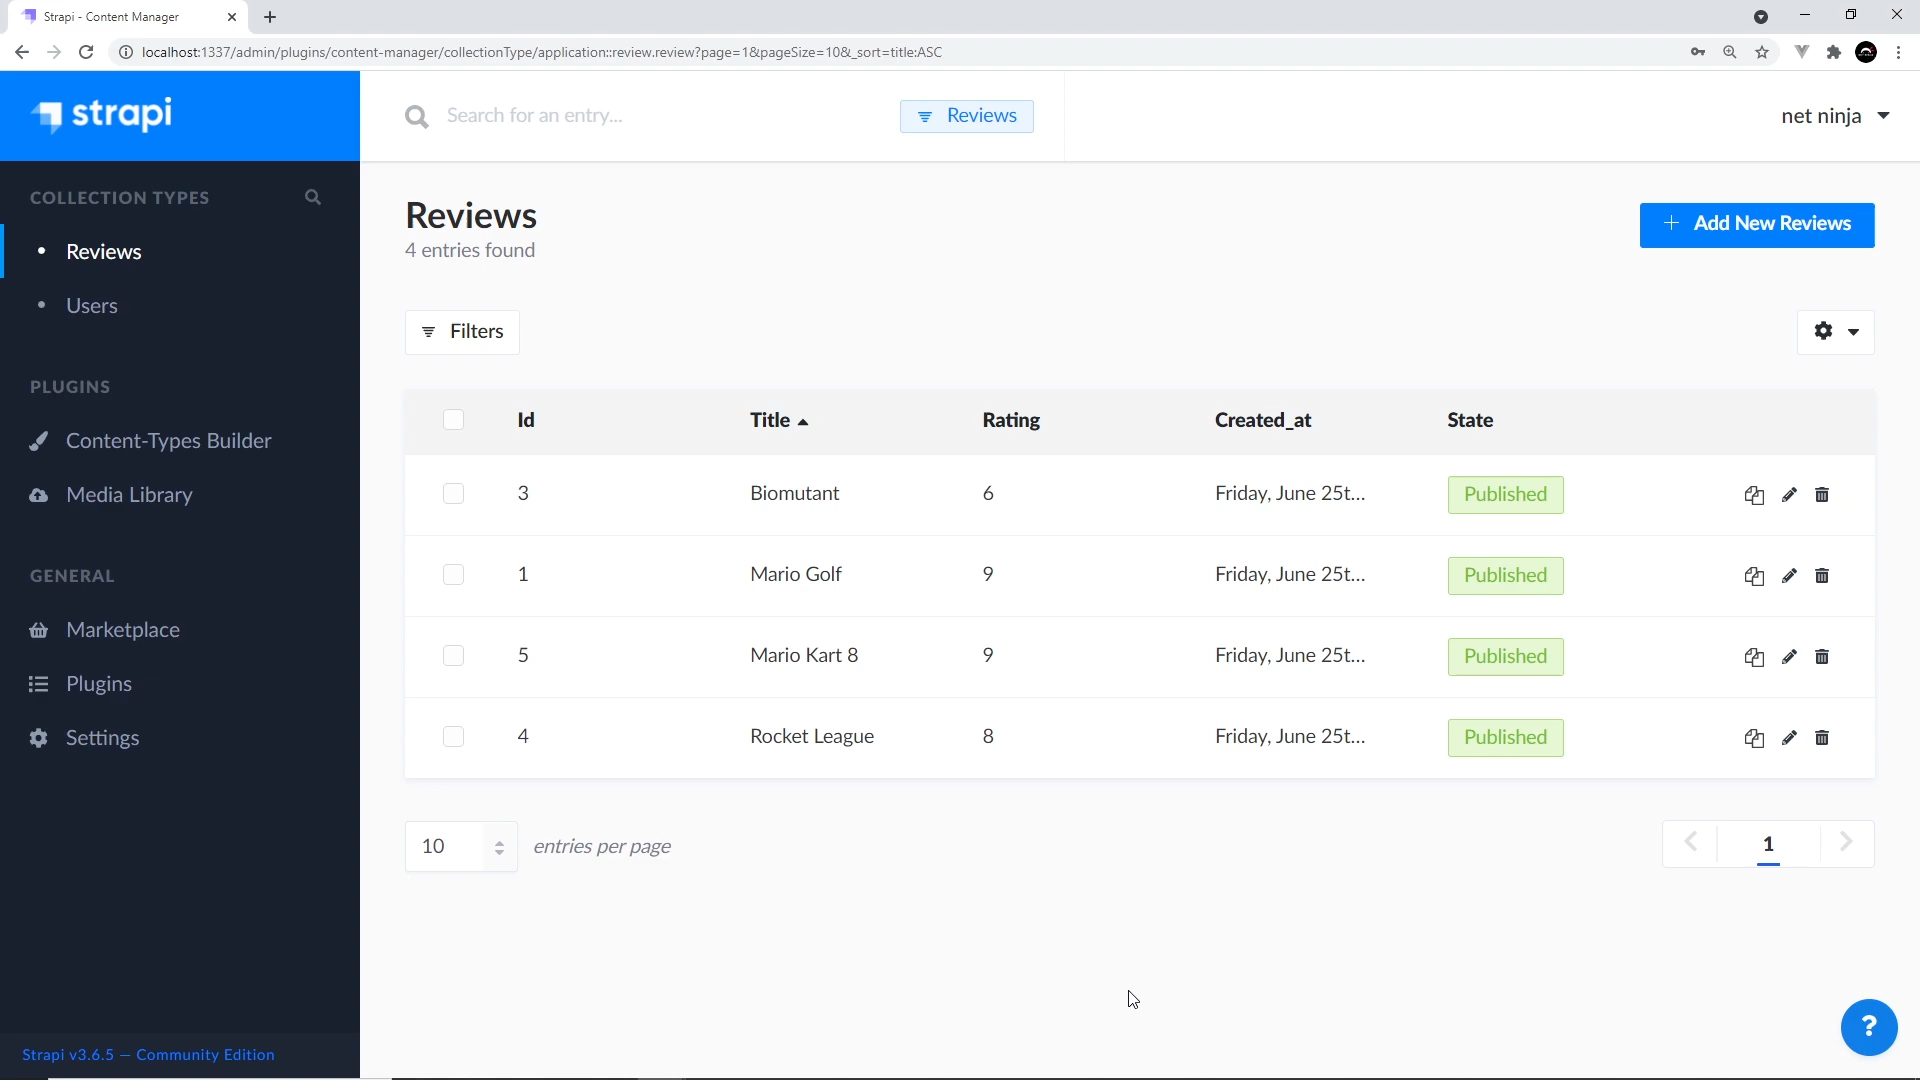 Strapi - Content Manager
localhost:1337/admin/plugins/content-manager/collectionType/application::review.review?page=1&pageSize=10&_sort=title:ASC
strapi
Search for an entry...
Reviews
net ninja
COLLECTION TYPES
Reviews
Users
PLUGINS
Content-Types Builder
Media Library
GENERAL
Marketplace
Plugins
Settings
Strapi v3.6.5 — Community Edition
Reviews
4 entries found
+ Add New Reviews
Filters
Id Title Rating Created_at State
3 Biomutant 6 Friday, June 25t... Published
1 Mario Golf 9 Friday, June 25t... Published
5 Mario Kart 8 9 Friday, June 25t... Published
4 Rocket League 8 Friday, June 25t... Published
10 entries per page
1
?